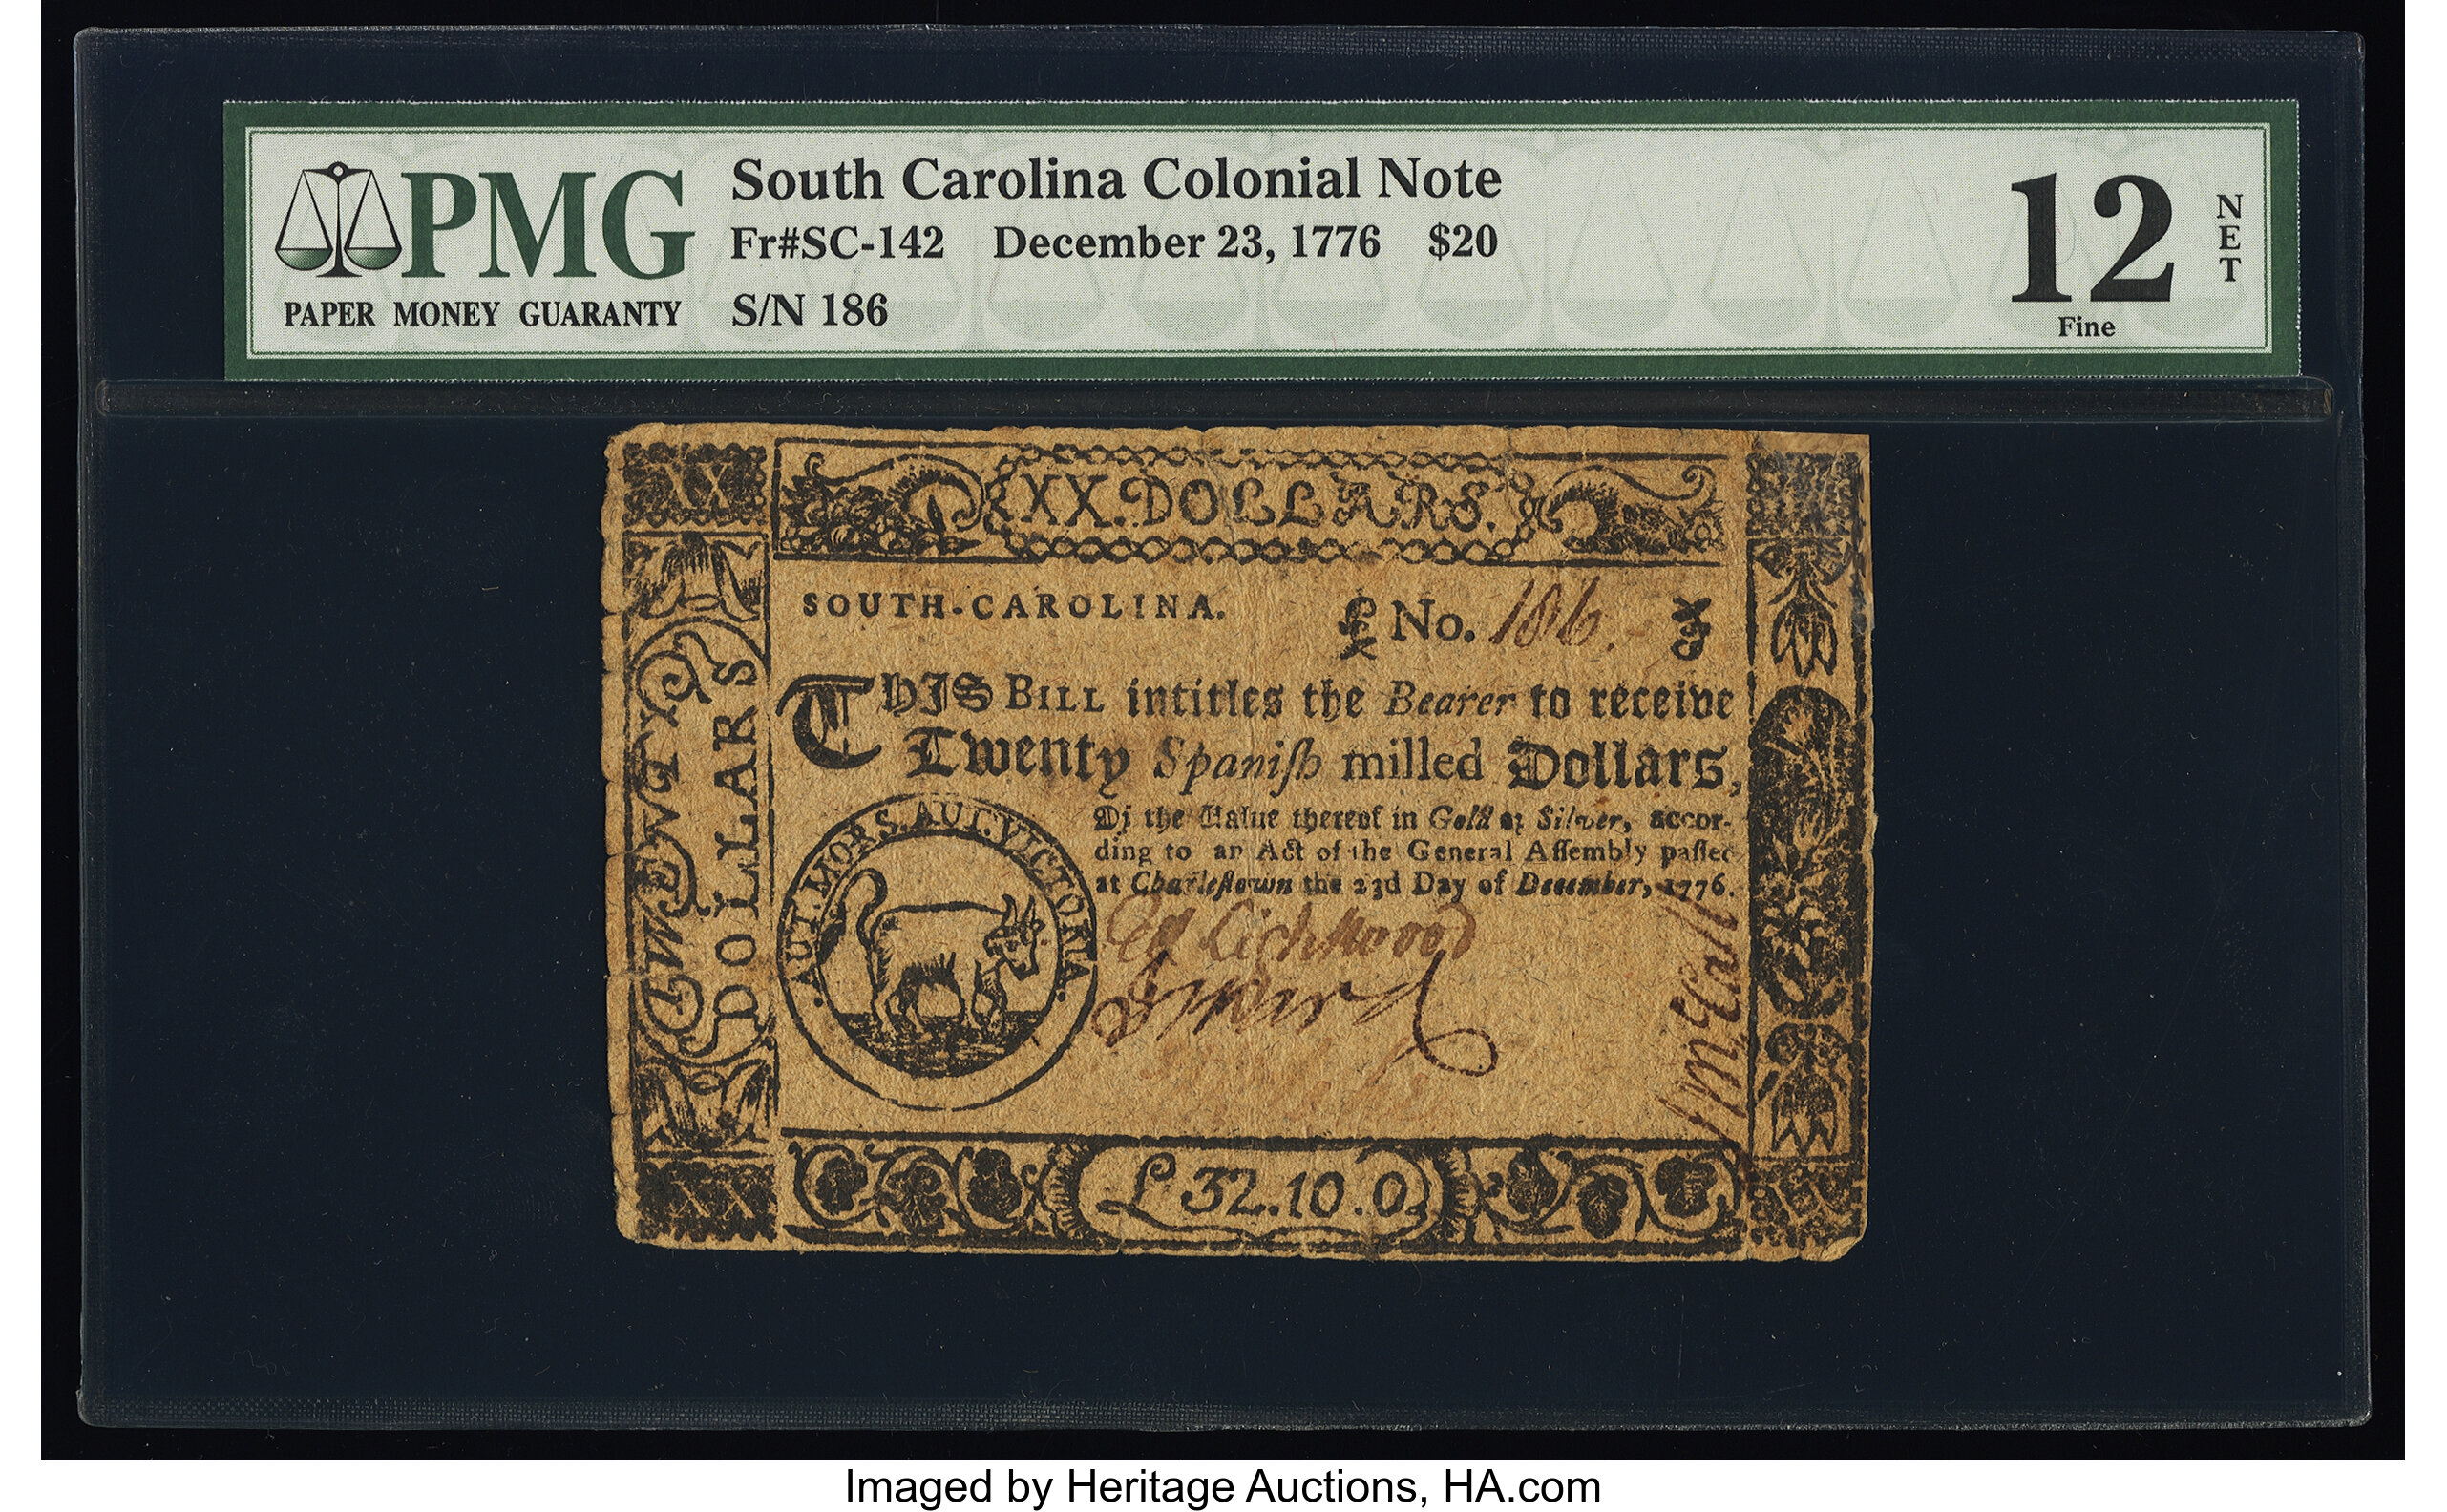 PMG
PAPER MONEY GUARANTY
South Carolina Colonial Note
Fr#SC-142 December 23, 1776 $20
S/N 186
12
NET
Fine
XX
XX.DOLLARS.
TWENTY
DOLLARS
SOUTH-CAROLINA.
No. 186.
THIS BILL intitles the Bearer to receive
Twenty Spaniſh milled Dollars,
Or the Value thereof in Gold or Silver, accor-
ding to an Act of the General Aſſembly paſſed
at Charleſtown the 23d Day of December, 1776.
.AUT.MORS.AUT.VICTORIA.
XX
£32.10.0.
Imaged by Heritage Auctions, HA.com